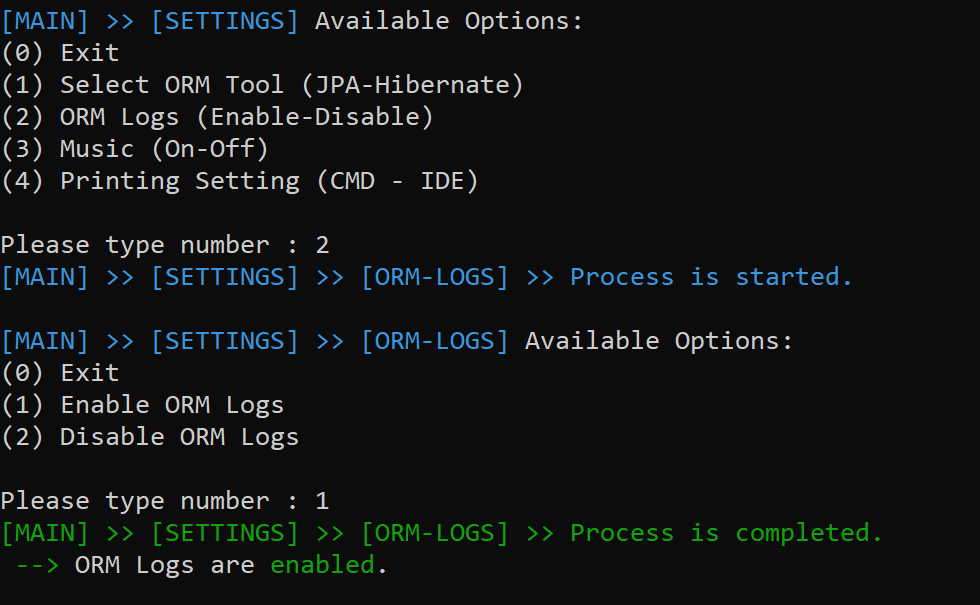 [MAIN] >> [SETTINGS] Available Options:
(0) Exit
(1) Select ORM Tool (JPA-Hibernate)
(2) ORM Logs (Enable-Disable)
(3) Music (On-Off)
(4) Printing Setting (CMD - IDE)
Please type number : 2
[MAIN] >> [SETTINGS] >> [ORM-LOGS] >> Process is started.
[MAIN] >> [SETTINGS] >> [ORM-LOGS] Available Options:
(0) Exit
(1) Enable ORM Logs
(2) Disable ORM Logs
Please type number : 1
[MAIN] >> [SETTINGS] >> [ORM-LOGS] >> Process is completed.
--> ORM Logs are enabled.